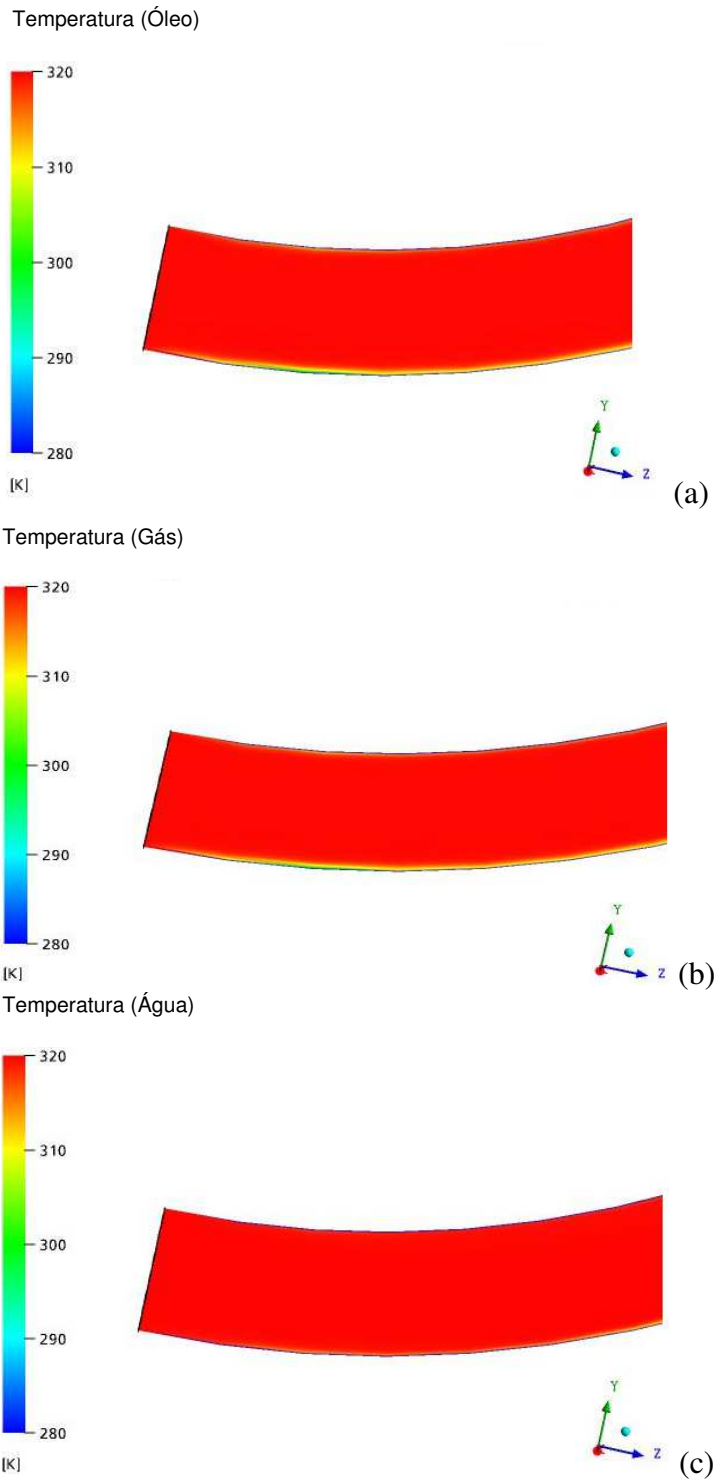 Temperatura (Óleo)
320
310
300
290
280
[K]
Y
Z
(a)
Temperatura (Gás)
320
310
300
290
280
[K]
Y
Z
(b)
Temperatura (Água)
320
310
300
290
280
[K]
Y
Z
(c)